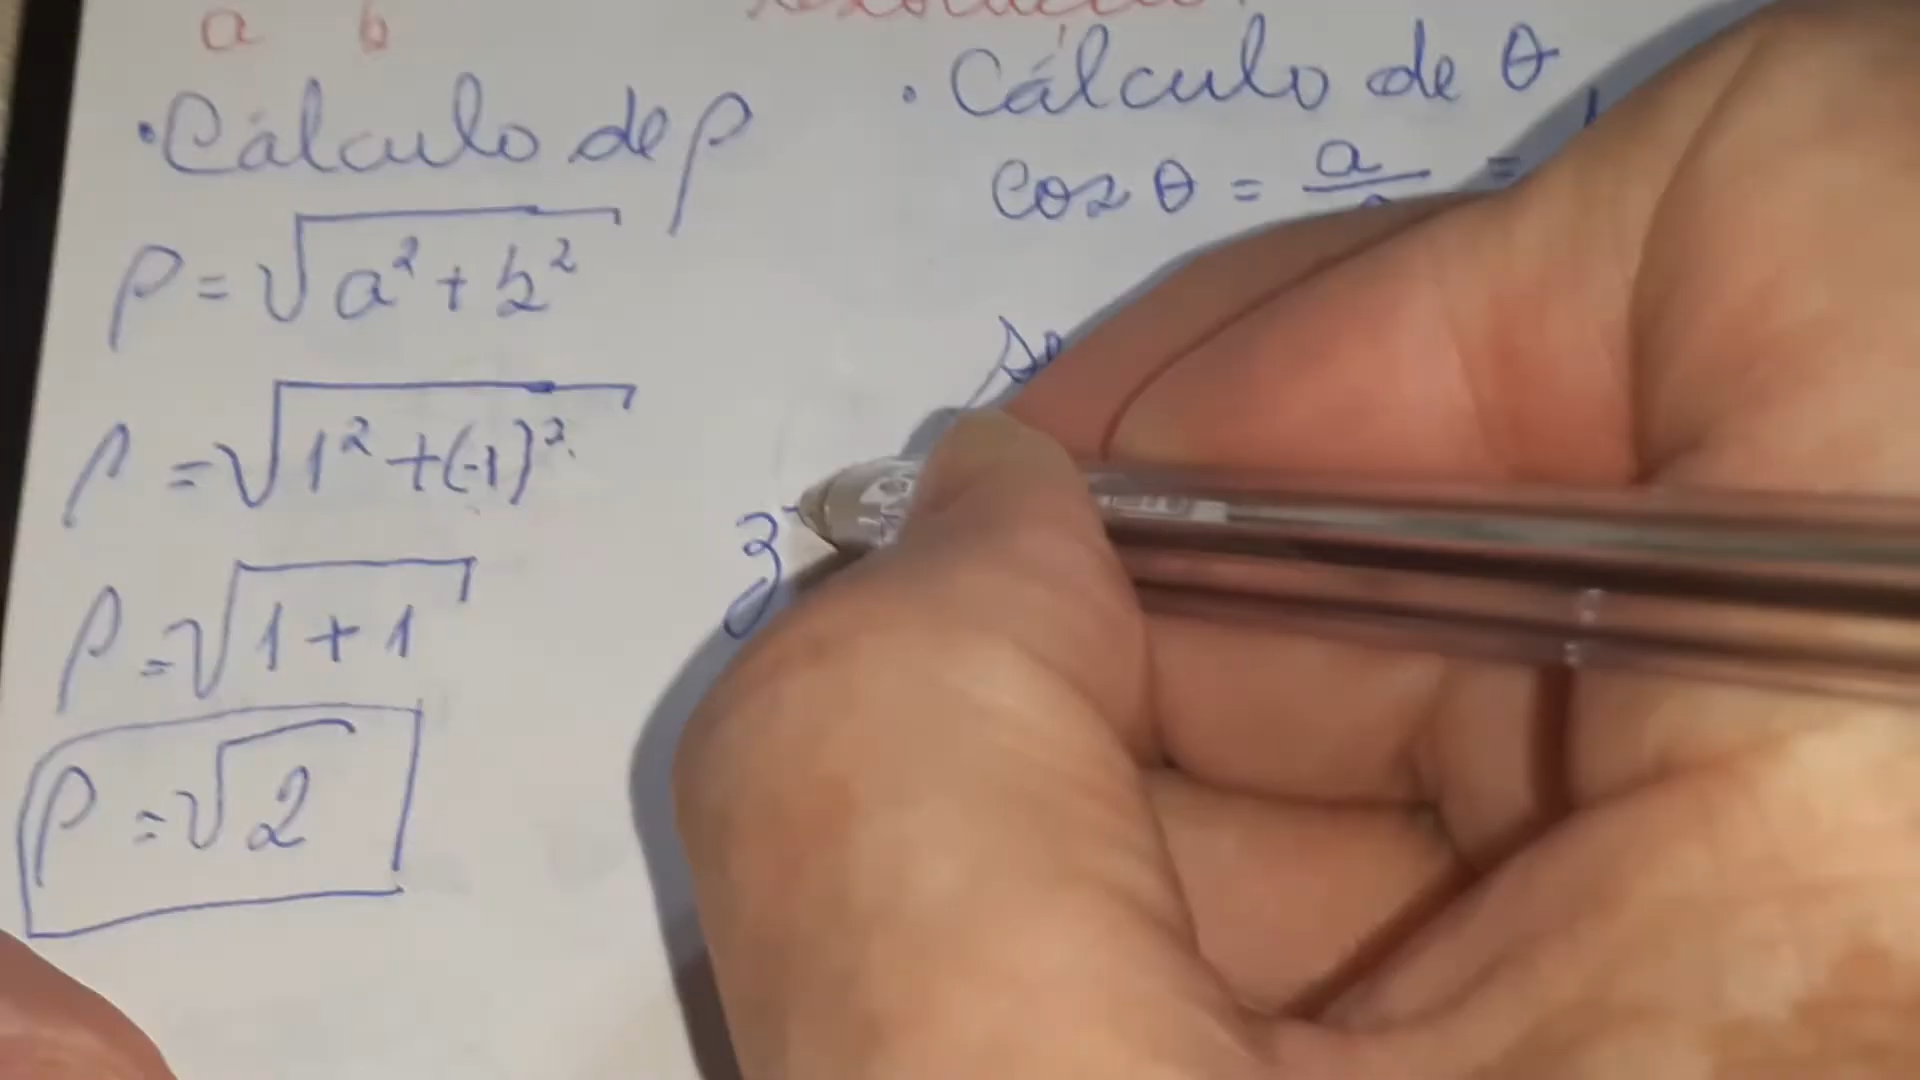 a b
• Cálculo de ρ
ρ = √a² + b²
ρ = √1² + (-1)²
ρ = √1 + 1
ρ = √2
• Cálculo de θ
cos θ = a =
z